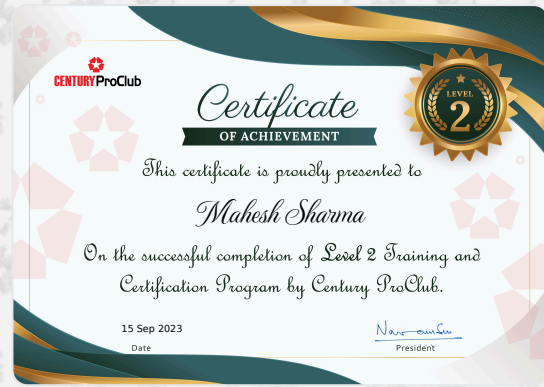 CENTURY ProClub
Certificate
OF ACHIEVEMENT
LEVEL
2
This certificate is proudly presented to
Mahesh Sharma
On the successful completion of Level 2 Training and
Certification Program by Century ProClub.
15 Sep 2023
Date
President